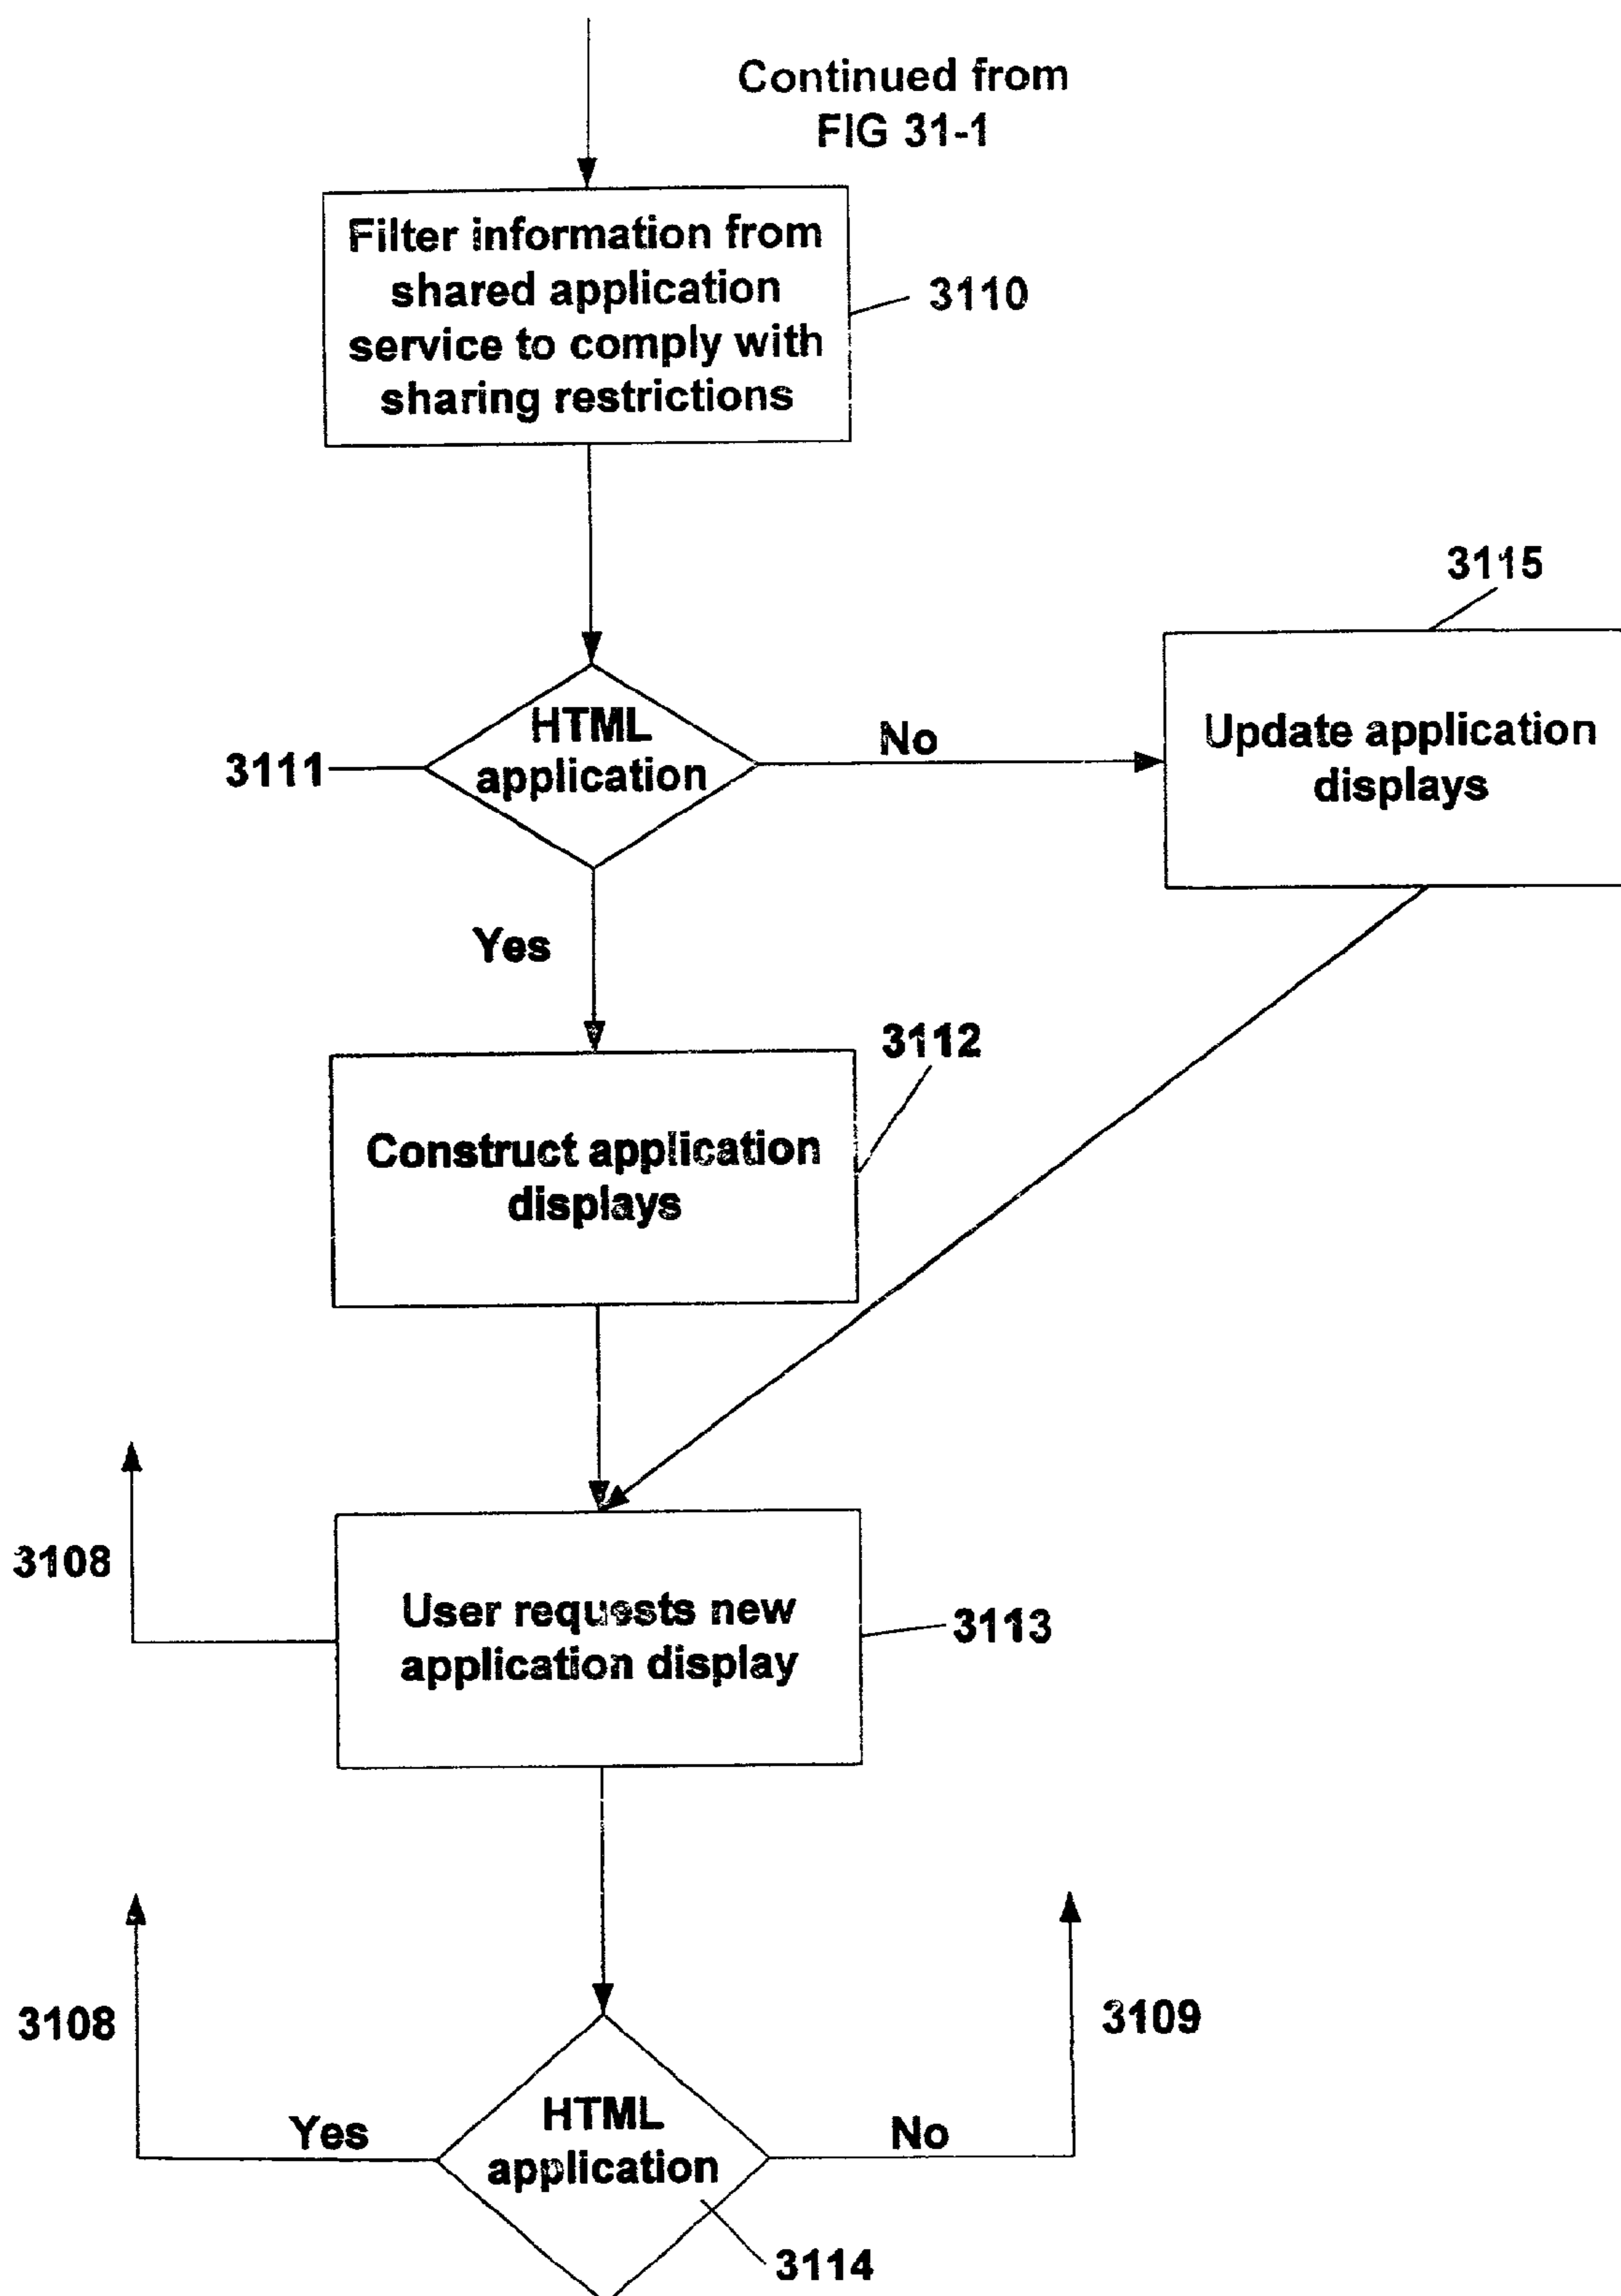 Continued from
FIG 31-1
Filter information from
shared application
service to comply with
sharing restrictions
3110
3115
HTML
application
3111
No
Update application
displays
Yes
3112
Construct application
displays
3108
User requests new
application display
3113
3108
3109
Yes
HTML
application
No
3114